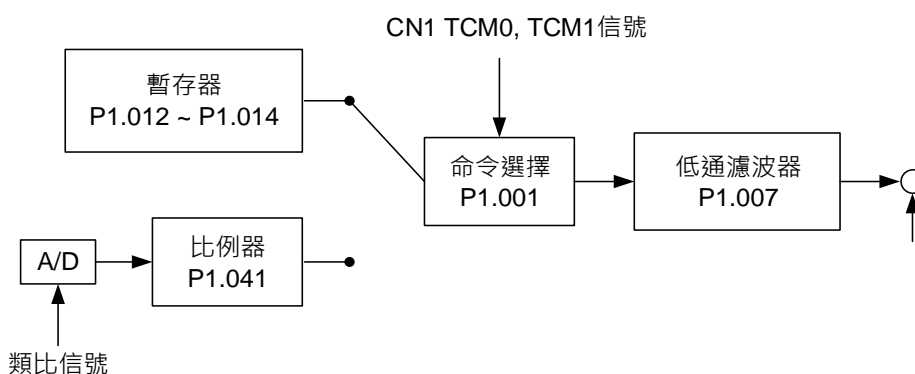 CN1 TCM0, TCM1信號
暫存器
P1.012 ~ P1.014
命令選擇
P1.001
低通濾波器
P1.007
比例器
P1.041
A/D
類比信號